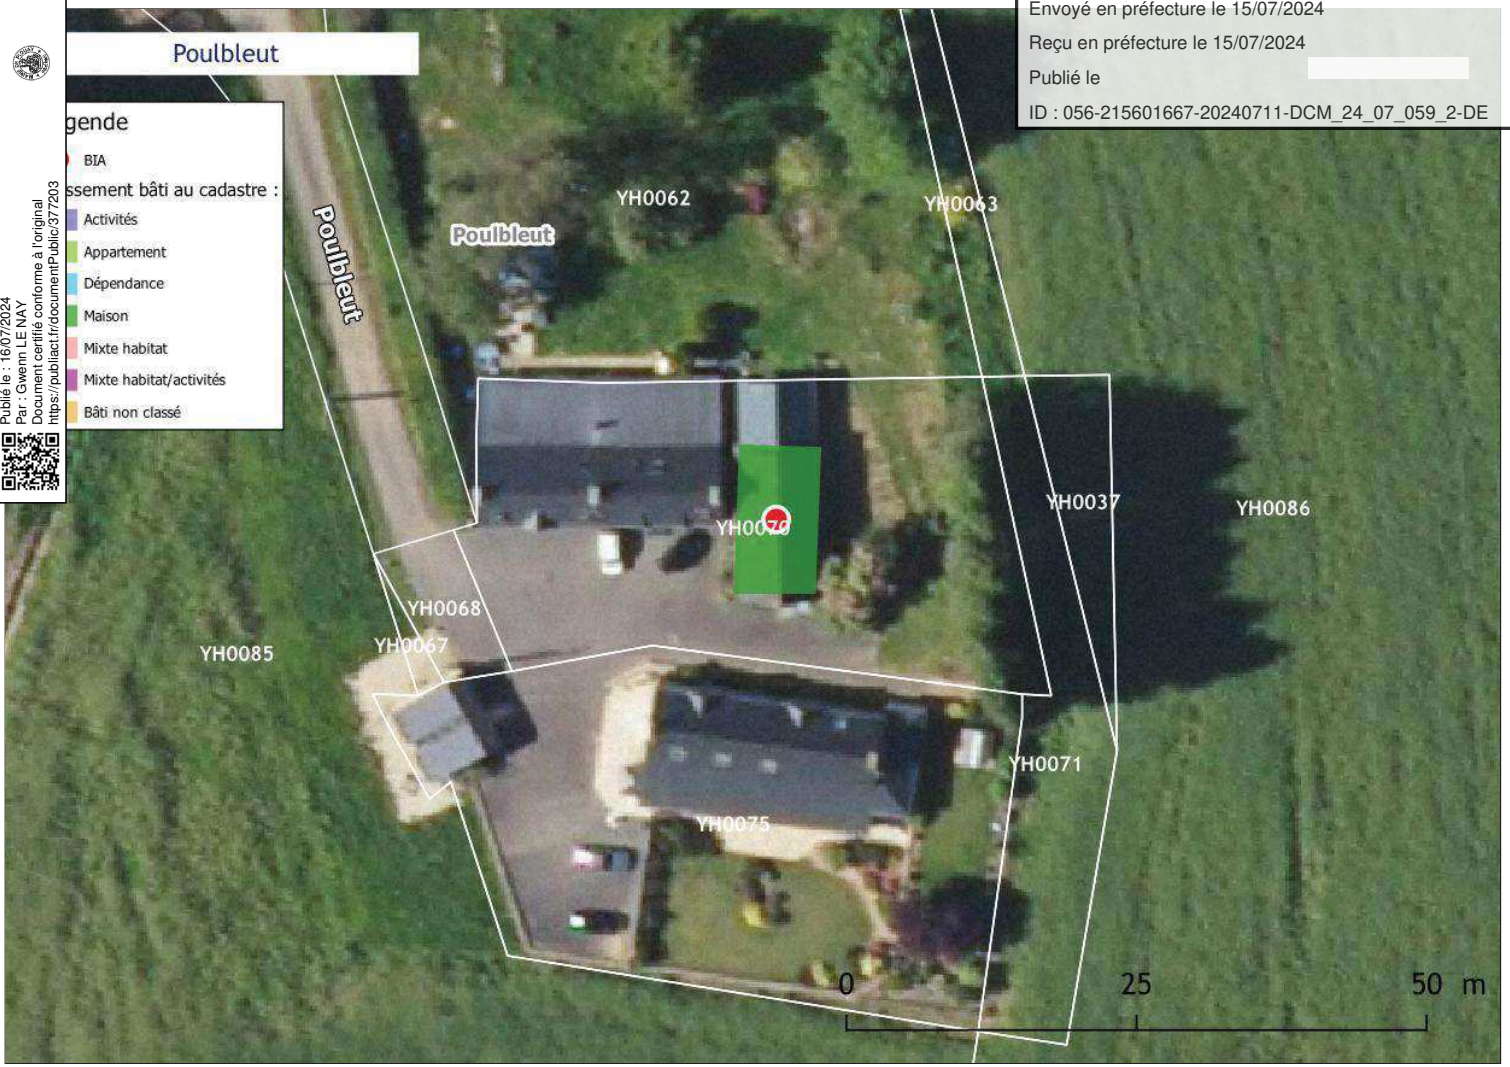 Envoyé en préfecture le 15/07/2024
Reçu en préfecture le 15/07/2024
Publié le
ID : 056-215601667-20240711-DCM_24_07_059_2-DE
Publié le : 16/07/2024
Par : Gwenn LE NAY
Document certifié conforme à l'original
https://publiact.fr/documentPublic/377203
Poulbleut
gende
BIA
ssement bâti au cadastre :
Activités
Appartement
Dépendance
Maison
Mixte habitat
Mixte habitat/activités
Bâti non classé
Poulbleut
Poulbleut
YH0062
YH0063
YH0037
YH0086
YH0070
YH0068
YH0067
YH0085
YH0071
YH0075
0 25 50 m